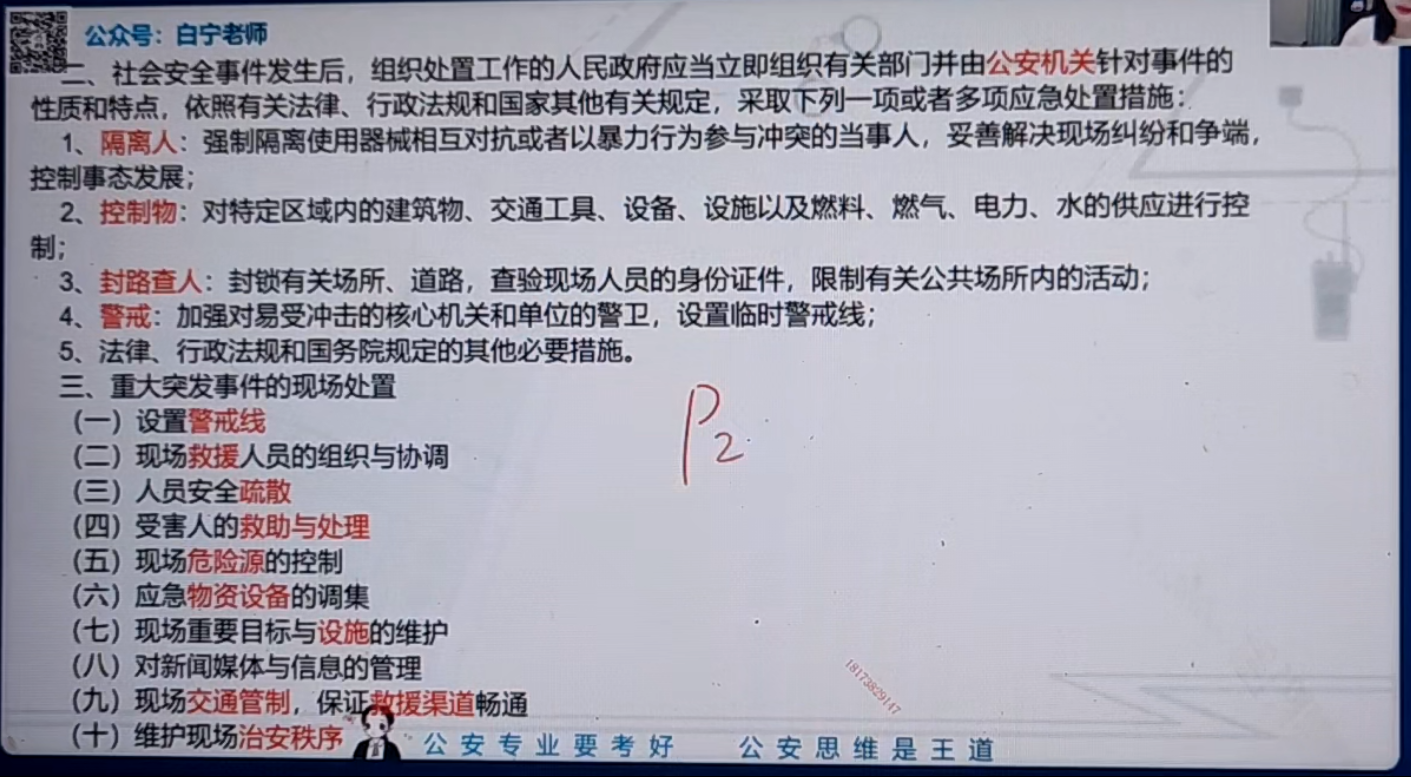 公众号：白宁老师
二、社会安全事件发生后，组织处置工作的人民政府应当立即组织有关部门并由公安机关针对事件的
性质和特点，依照有关法律、行政法规和国家其他有关规定，采取下列一项或者多项应急处置措施：
1、隔离人：强制隔离使用器械相互对抗或者以暴力行为参与冲突的当事人，妥善解决现场纠纷和争端，
控制事态发展；
2、控制物：对特定区域内的建筑物、交通工具、设备、设施以及燃料、燃气、电力、水的供应进行控
制；
3、封路查人：封锁有关场所、道路，查验现场人员的身份证件，限制有关公共场所内的活动；
4、警戒：加强对易受冲击的核心机关和单位的警卫，设置临时警戒线；
5、法律、行政法规和国务院规定的其他必要措施。
三、重大突发事件的现场处置
（一）设置警戒线
（二）现场救援人员的组织与协调
（三）人员安全疏散
（四）受害人的救助与处理
（五）现场危险源的控制
（六）应急物资设备的调集
（七）现场重要目标与设施的维护
（八）对新闻媒体与信息的管理
（九）现场交通管制，保证救援渠道畅通
（十）维护现场治安秩序
P2
18173829147
公安专业要考好 公安思维是王道